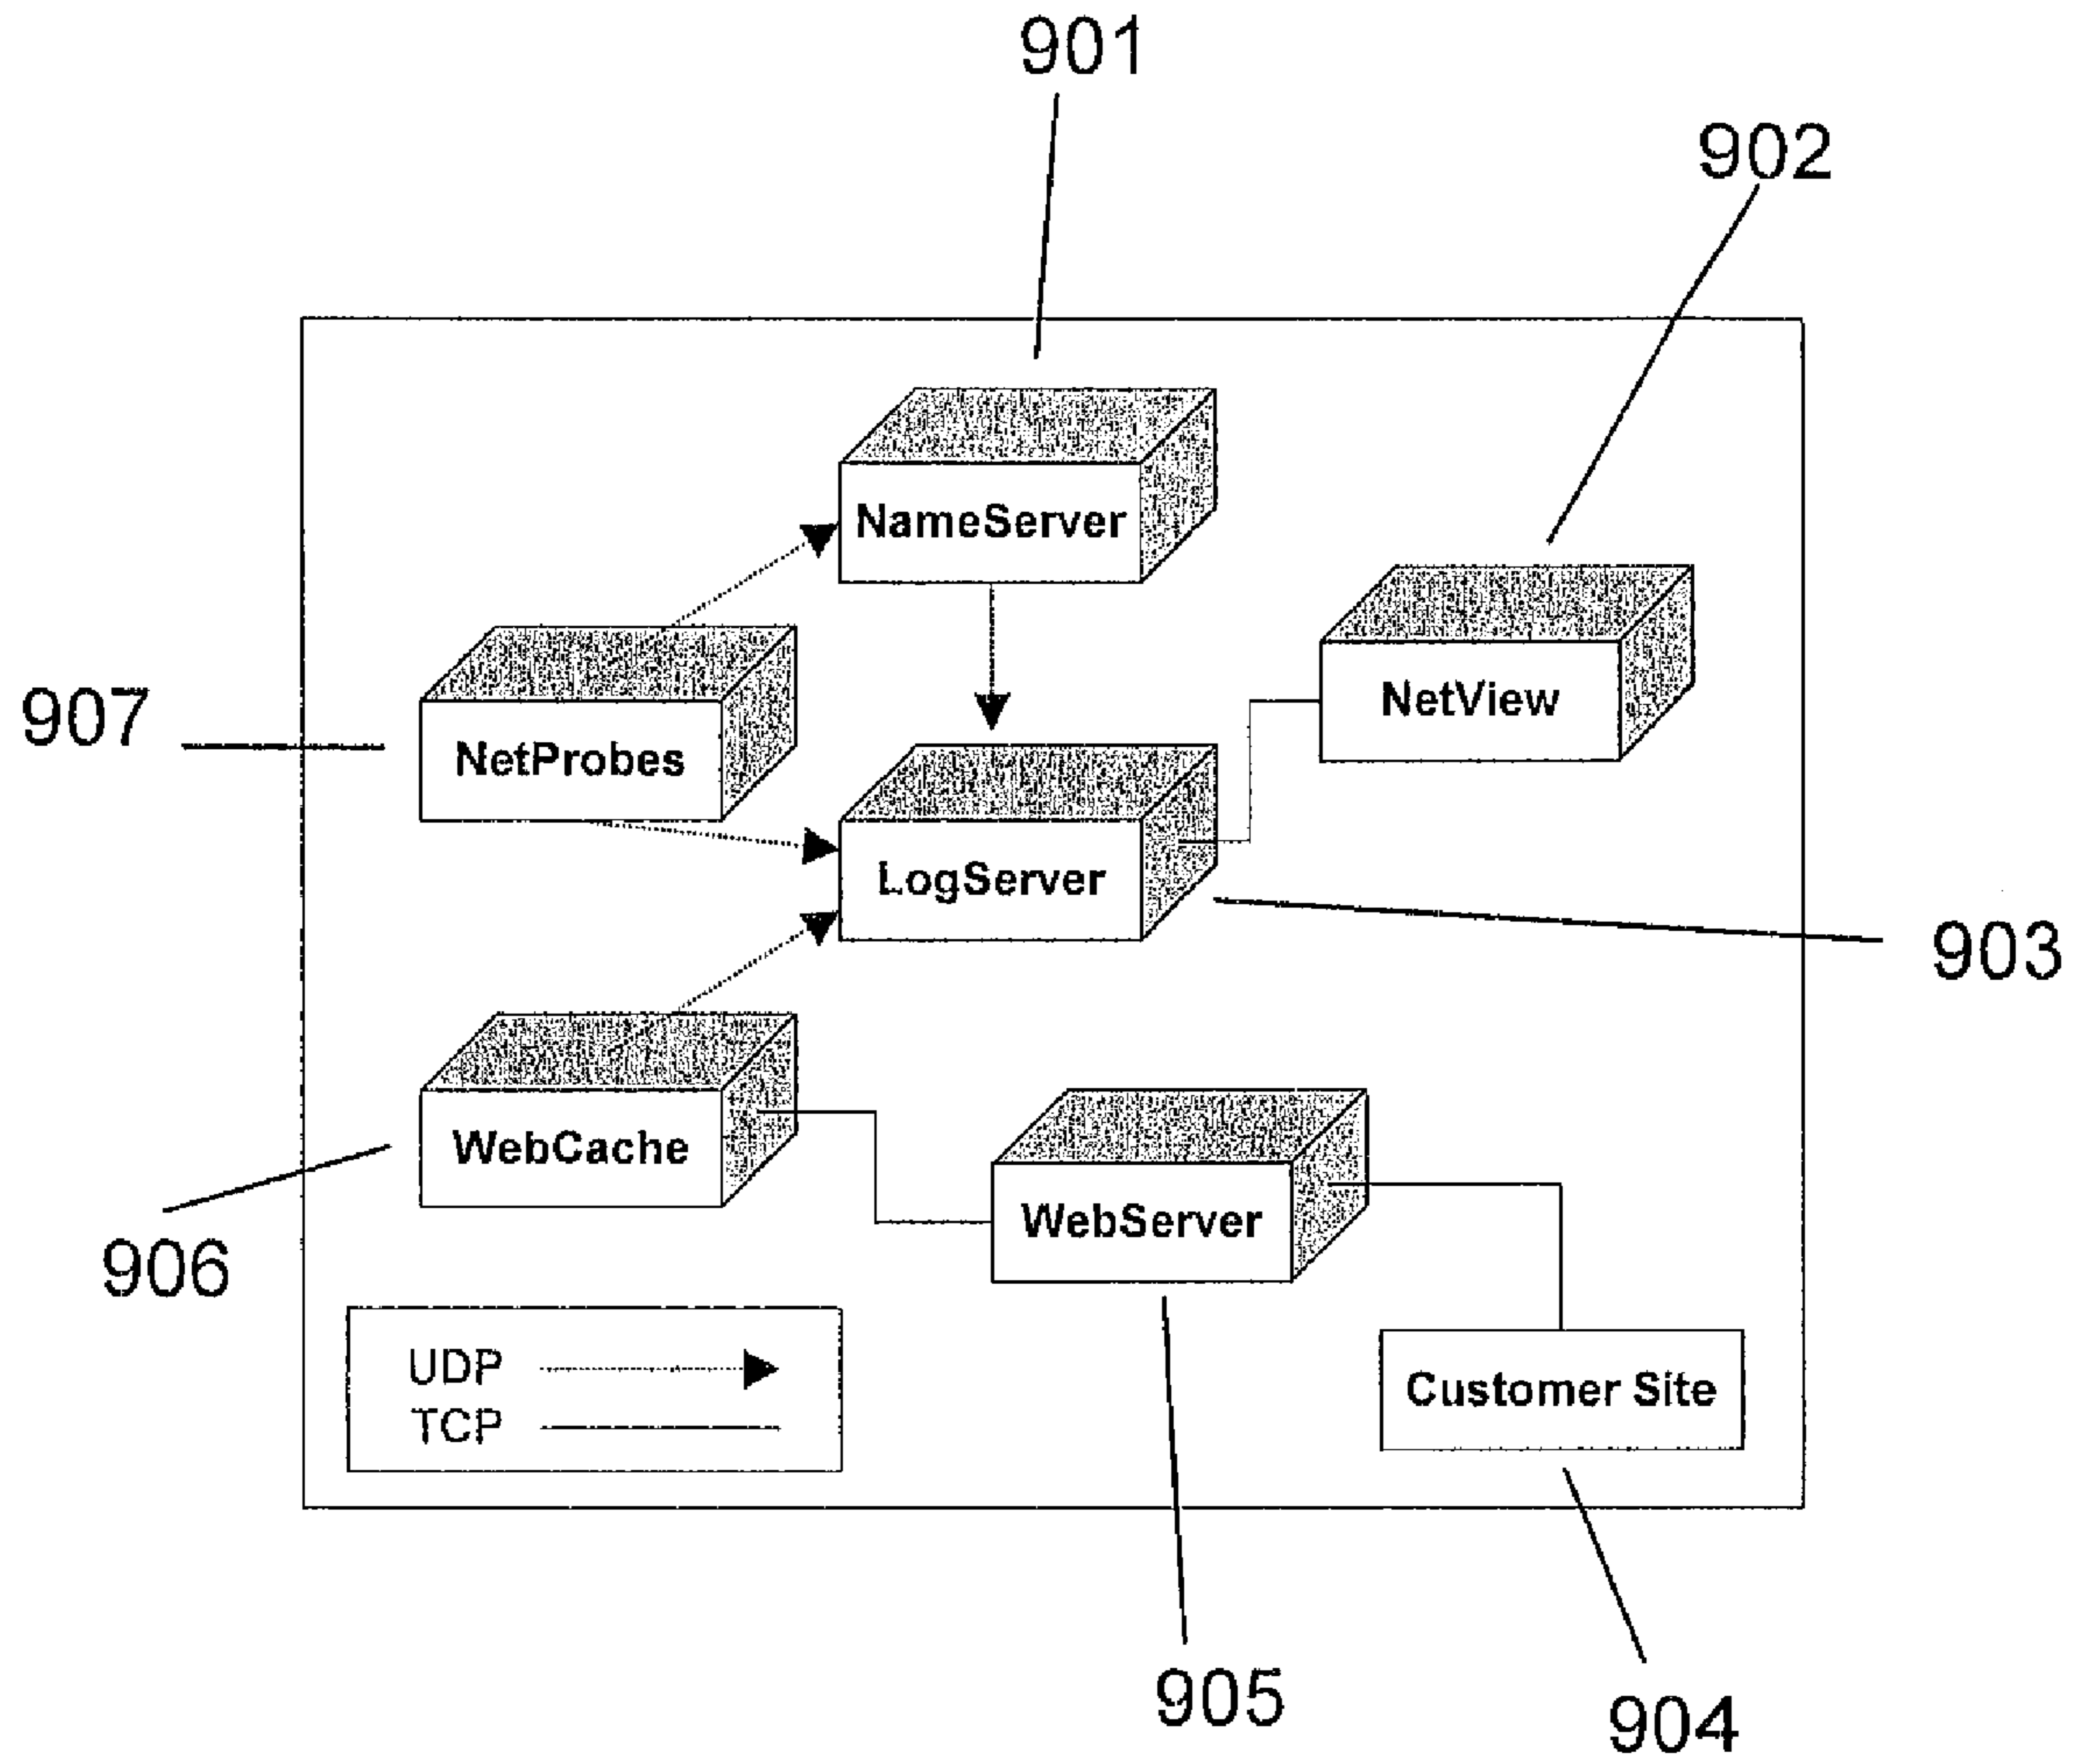 901
902
NameServer
NetView
907
NetProbes
LogServer
903
WebCache
WebServer
906
UDP
TCP
Customer Site
905
904